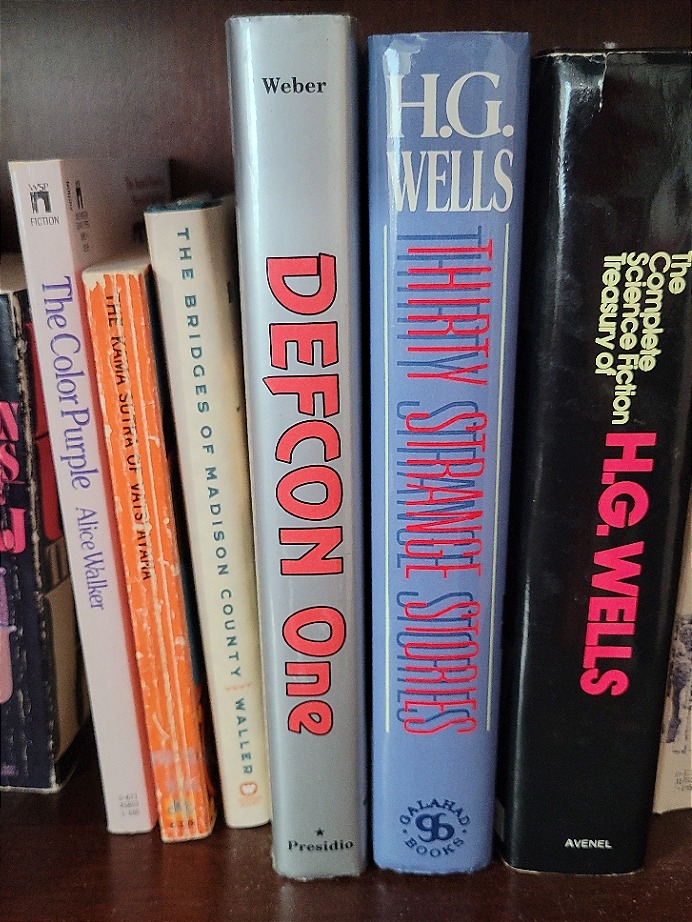 WSP
FICTION
The Color Purple Alice Walker
THE KAMA SUTRA OF VATSYAYANA
THE BRIDGES OF MADISON COUNTY
WALLER
Weber
DEFCON One
Presidio
H.G.
WELLS
THIRTY STRANGE STORIES
GALAHAD
BOOKS
The
Complete
Science Fiction
Treasury of
H.G. WELLS
AVENEL